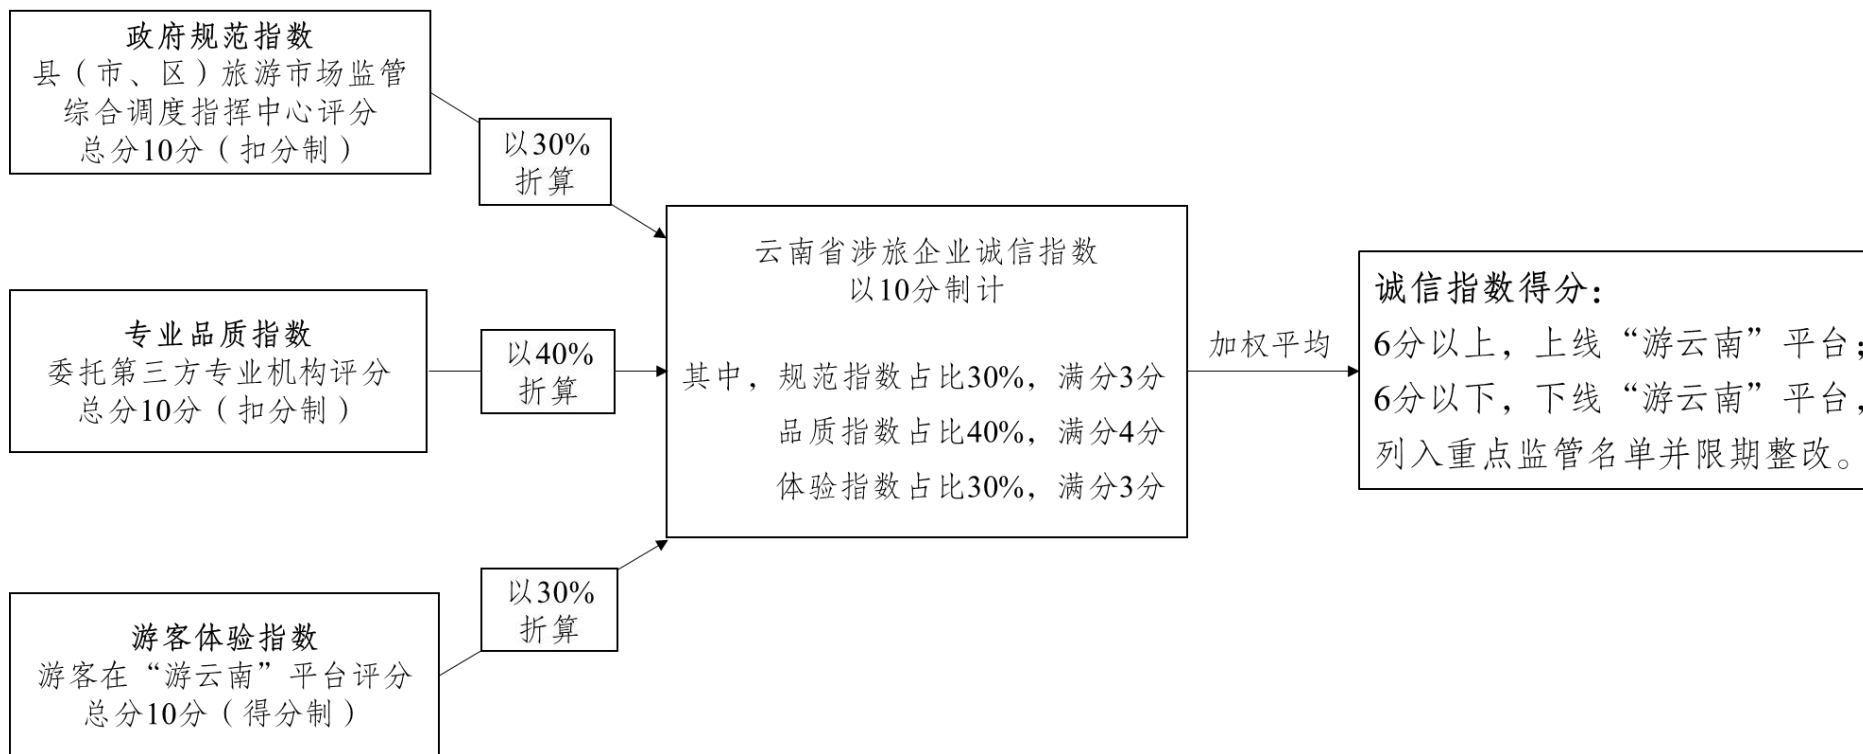 政府规范指数
县（市、区）旅游市场监管
综合调度指挥中心评分
总分10分（扣分制）
以30%
折算
专业品质指数
委托第三方专业机构评分
总分10分（扣分制）
以40%
折算
游客体验指数
游客在“游云南”平台评分
总分10分（得分制）
以30%
折算
云南省涉旅企业诚信指数
以10分制计
其中，规范指数占比30%，满分3分
品质指数占比40%，满分4分
体验指数占比30%，满分3分
加权平均
诚信指数得分：
6分以上，上线“游云南”平台；
6分以下，下线“游云南”平台，
列入重点监管名单并限期整改。